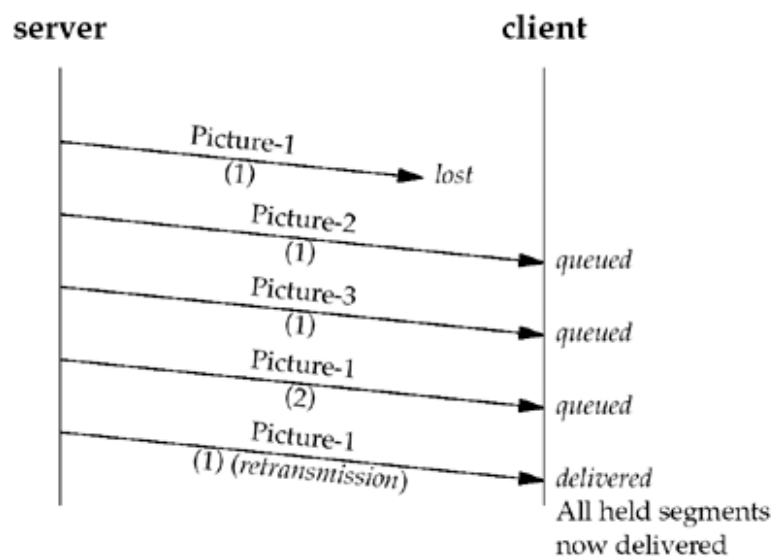 server
client
Picture-1
(1)
lost
Picture-2
(1)
queued
Picture-3
(1)
queued
Picture-1
(2)
queued
Picture-1
(1) (retransmission)
delivered
All held segments
now delivered